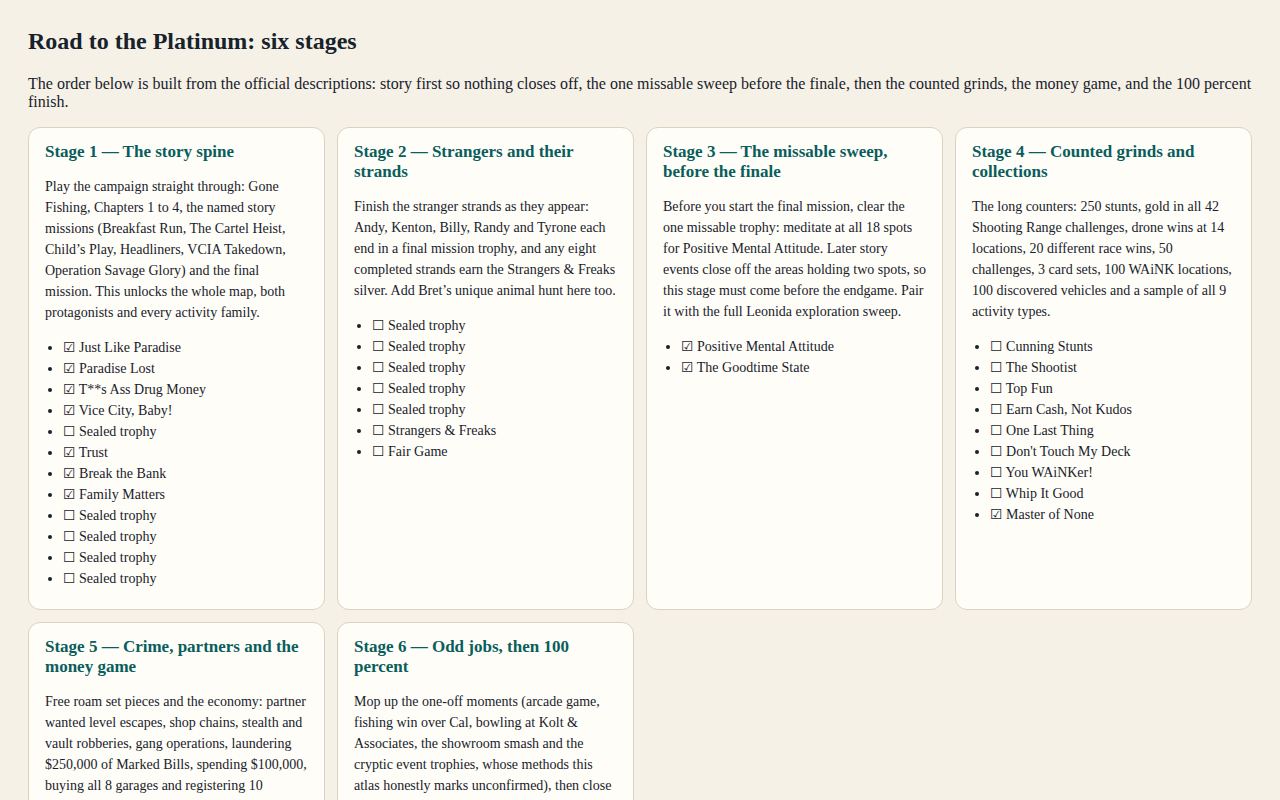 Road to the Platinum: six stages
The order below is built from the official descriptions: story first so nothing closes off, the one missable sweep before the finale, then the counted grinds, the money game, and the 100 percent
finish.
Stage 1 — The story spine
Play the campaign straight through: Gone
Fishing, Chapters 1 to 4, the named story
missions (Breakfast Run, The Cartel Heist,
Child’s Play, Headliners, VCIA Takedown,
Operation Savage Glory) and the final
mission. This unlocks the whole map, both
protagonists and every activity family.
• ☑ Just Like Paradise
• ☑ Paradise Lost
• ☑ T**s Ass Drug Money
• ☑ Vice City, Baby!
• ☐ Sealed trophy
• ☑ Trust
• ☑ Break the Bank
• ☑ Family Matters
• ☐ Sealed trophy
• ☐ Sealed trophy
• ☐ Sealed trophy
• ☐ Sealed trophy
Stage 2 — Strangers and their
strands
Finish the stranger strands as they appear:
Andy, Kenton, Billy, Randy and Tyrone each
end in a final mission trophy, and any eight
completed strands earn the Strangers & Freaks
silver. Add Bret’s unique animal hunt here too.
• ☐ Sealed trophy
• ☐ Sealed trophy
• ☐ Sealed trophy
• ☐ Sealed trophy
• ☐ Sealed trophy
• ☐ Strangers & Freaks
• ☐ Fair Game
Stage 3 — The missable sweep,
before the finale
Before you start the final mission, clear the
one missable trophy: meditate at all 18 spots
for Positive Mental Attitude. Later story
events close off the areas holding two spots, so
this stage must come before the endgame. Pair
it with the full Leonida exploration sweep.
• ☑ Positive Mental Attitude
• ☑ The Goodtime State
Stage 4 — Counted grinds and
collections
The long counters: 250 stunts, gold in all 42
Shooting Range challenges, drone wins at 14
locations, 20 different race wins, 50
challenges, 3 card sets, 100 WAiNK locations,
100 discovered vehicles and a sample of all 9
activity types.
• ☐ Cunning Stunts
• ☐ The Shootist
• ☐ Top Fun
• ☐ Earn Cash, Not Kudos
• ☐ One Last Thing
• ☐ Don't Touch My Deck
• ☐ You WAiNKer!
• ☐ Whip It Good
• ☑ Master of None
Stage 5 — Crime, partners and the
money game
Free roam set pieces and the economy: partner
wanted level escapes, shop chains, stealth and
vault robberies, gang operations, laundering
$250,000 of Marked Bills, spending $100,000,
buying all 8 garages and registering 10
Stage 6 — Odd jobs, then 100
percent
Mop up the one-off moments (arcade game,
fishing win over Cal, bowling at Kolt &
Associates, the showroom smash and the
cryptic event trophies, whose methods this
atlas honestly marks unconfirmed), then close